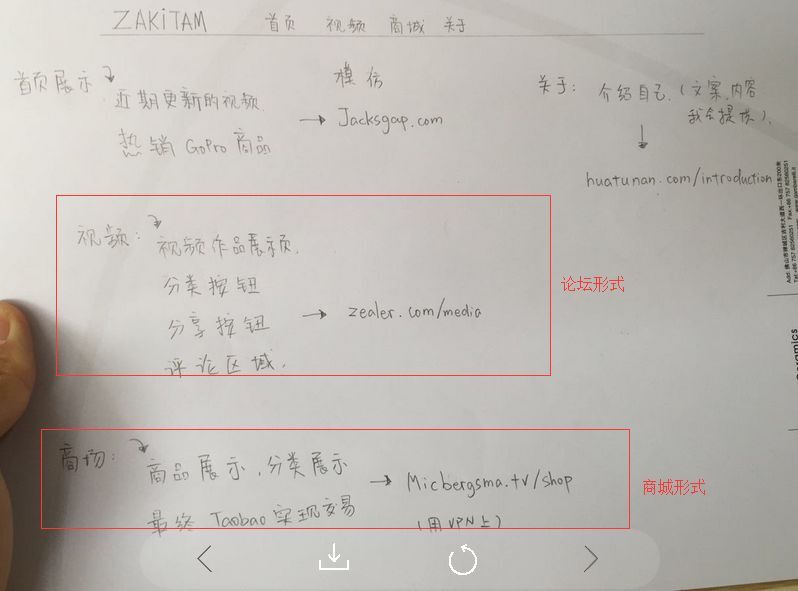 ZAKITAM 首页 视频 商城 关于
首页展示
近期更新的视频
热销 GoPro 商品
模仿
Jacksgap.com
关于： 介绍自己.（文案.内容
我会提供）.
huatunan.com/introduction
视频：
视频作品展示页.
分类按钮
分享按钮
评论区域.
zealer.com/media
论坛形式
商场：
商品展示.分类展示
最终 Taobao 实现交易
Micbergsma.tv/shop
（用VPN上）
商城形式
eramics